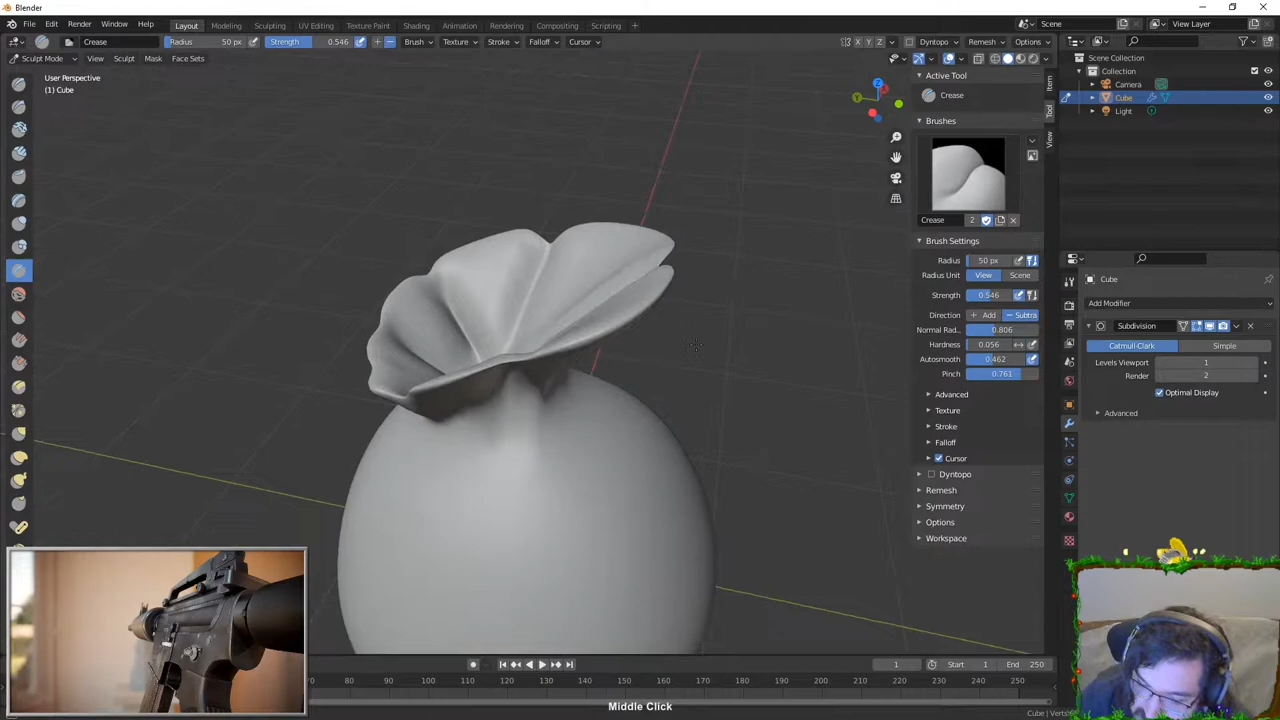 Blender
File Edit Render Window Help Layout Modeling Sculpting UV Editing Texture Paint Shading Animation Rendering Compositing Scripting + Scene View Layer
Crease Radius 50 px Strength 0.546 Brush Texture Stroke Falloff Cursor X Y Z Dyntopo Remesh Options
Sculpt Mode View Sculpt Mask Face Sets
User Perspective
(1) Cube
Z
Y
X
Active Tool
Crease
Brushes
Crease 2
Brush Settings
Radius 50 px
Radius Unit View Scene
Strength 0.546
Direction Add Subtra
Normal Rad... 0.806
Hardness 0.056
Autosmooth 0.462
Pinch 0.761
Advanced
Texture
Stroke
Falloff
Cursor
Dyntopo
Remesh
Symmetry
Options
Workspace
Item
Tool
View
Scene Collection
Collection
Camera
Cube
Light
Cube
Add Modifier
Subdivision
Catmull-Clark Simple
Levels Viewport 1
Render 2
Optimal Display
Advanced
1 Start 1 End 250
70 80 90 100 110 120 130 140 150 160 170 180 190 200 210 220 230 240 250
Middle Click
Cube | Verts: